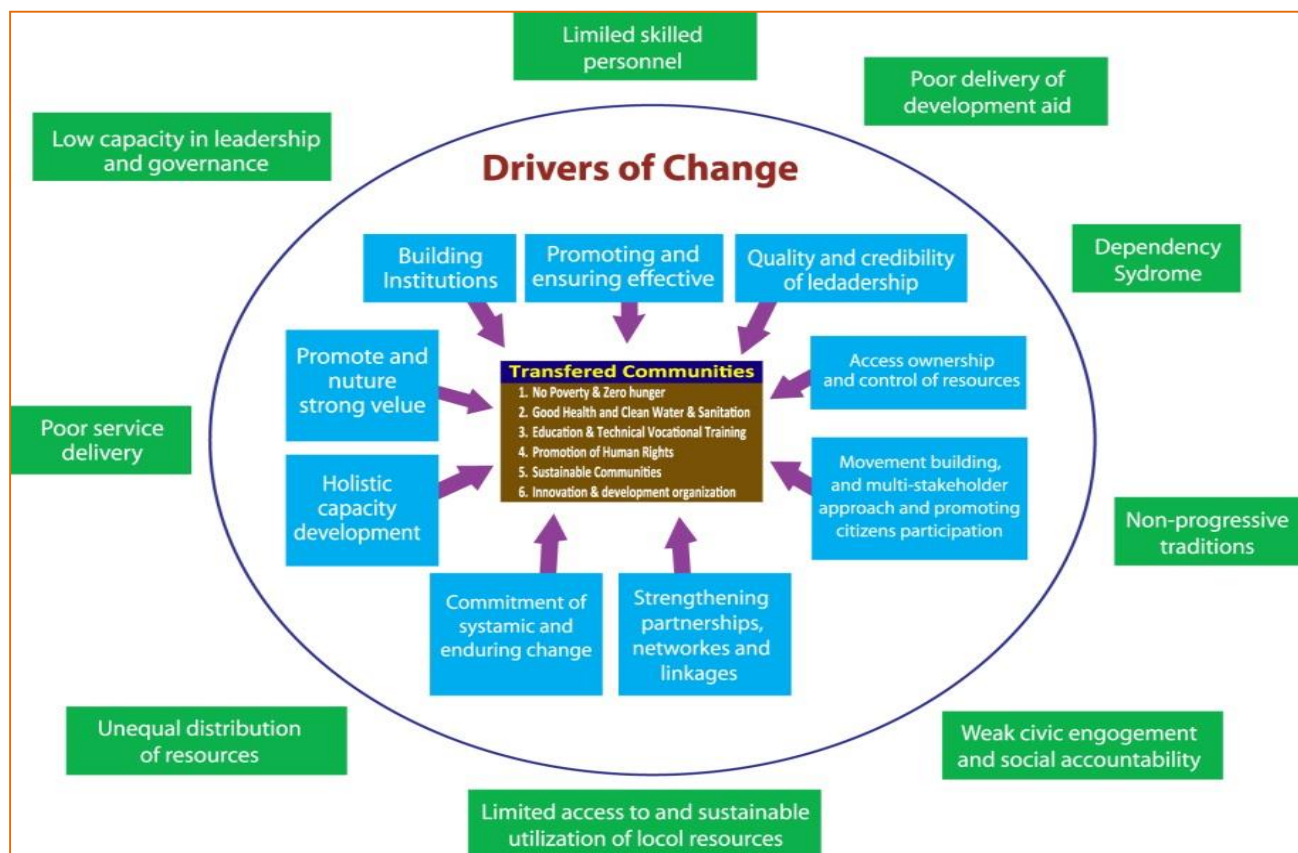 Limiled skilled
personnel
Poor delivery of
development aid
Low capacity in leadership
and governance
Drivers of Change
Dependency
Sydrome
Building
Institutions
Promoting and
ensuring effective
Quality and credibility
of ledadership
Promote and
nuture
strong velue
Transfered Communities
1. No Poverty & Zero hunger
2. Good Health and Clean Water & Sanitation
3. Education & Technical Vocational Training
4. Promotion of Human Rights
5. Sustainable Communities
6. Innovation & development organization
Access ownership
and control of resources
Poor service
delivery
Holistic
capacity
development
Movement building,
and multi-stakeholder
approach and promoting
citizens participation
Non-progressive
traditions
Commitment of
systamic and
enduring change
Strengthening
partnerships,
networkes and
linkages
Unequal distribution
of resources
Weak civic engogement
and social accountability
Limited access to and sustainable
utilization of locol resources